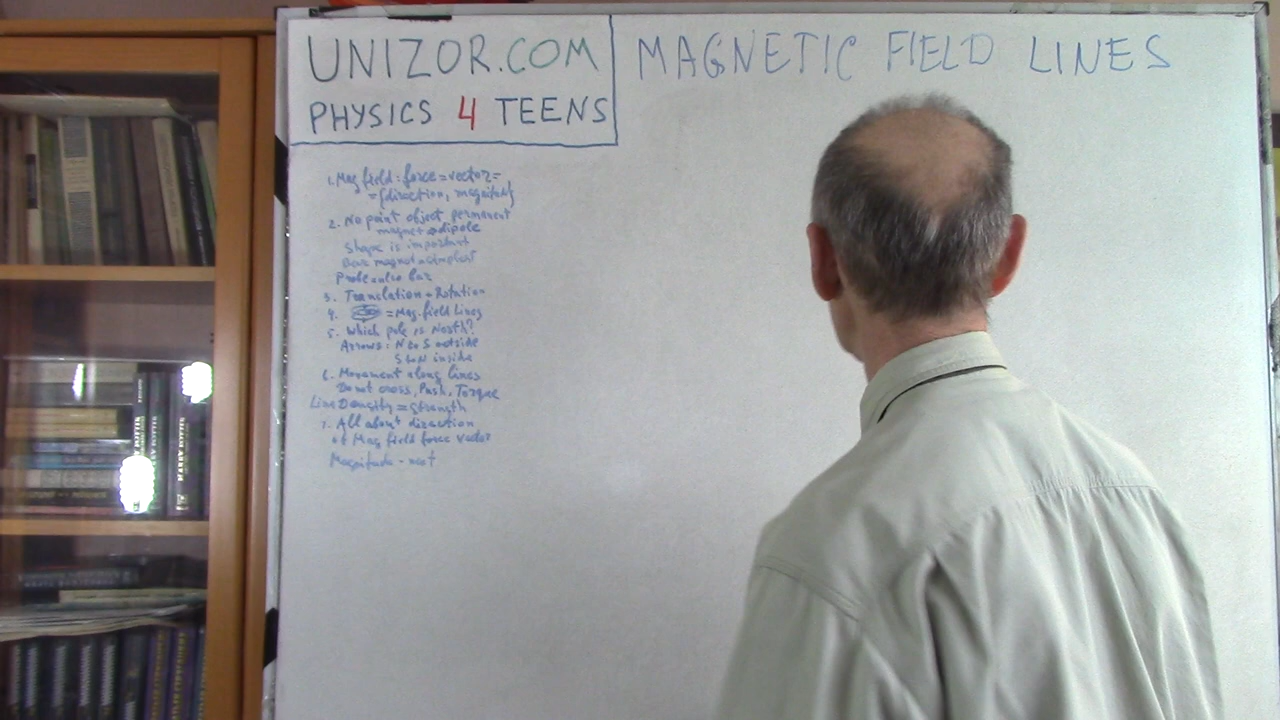 UNIZOR.COM
PHYSICS 4 TEENS
MAGNETIC FIELD LINES
1. Mag field: force = vector =
= {direction, magnitude}
2. No point object permanent
magnet dipole
Shape is important
Bar magnet simplest
Probe also bar
3. Translation + Rotation
4. = Mag. field Lines
5. Which pole is North?
Arrows: N to S outside
S to N inside
6. Movement along lines
Do not cross, Push, Torque
Line Density = strength
7. All about direction
of Mag field force vector
Magnitude - next